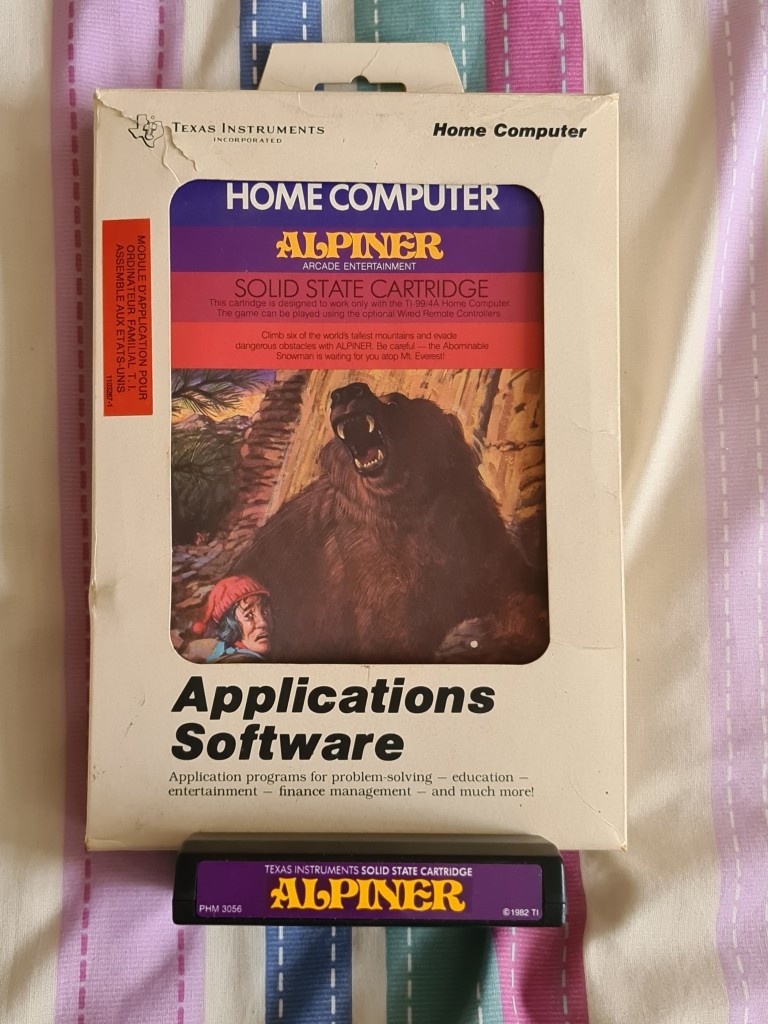 TEXAS INSTRUMENTS
INCORPORATED
Home Computer
HOME COMPUTER
ALPINER
ARCADE ENTERTAINMENT
SOLID STATE CARTRIDGE
This cartridge is designed to work only with the TI-99/4A Home Computer.
The game can be played using the optional Wired Remote Controllers.
Climb six of the world's tallest mountains and evade
dangerous obstacles with ALPINER. Be careful — the Abominable
Snowman is waiting for you atop Mt. Everest!
MODULE D'APPLICATION POUR
ORDINATEUR FAMILIAL T. I.
ASSEMBLE AUX ETATS-UNIS
1103287-1
Applications
Software
Application programs for problem-solving — education —
entertainment — finance management — and much more!
TEXAS INSTRUMENTS SOLID STATE CARTRIDGE
ALPINER
PHM 3056
©1982 TI